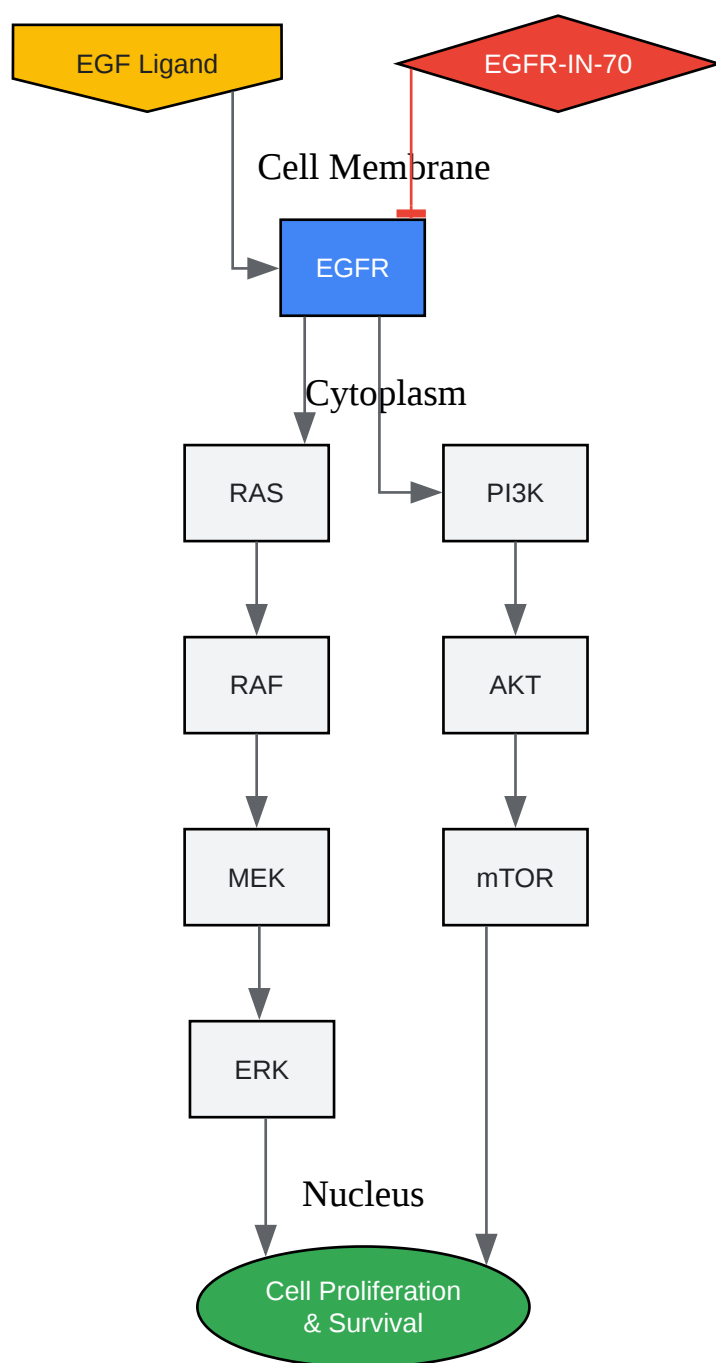 EGF Ligand
EGFR-IN-70
Cell Membrane
EGFR
Cytoplasm
RAS
PI3K
RAF
AKT
MEK
mTOR
ERK
Nucleus
Cell Proliferation
& Survival